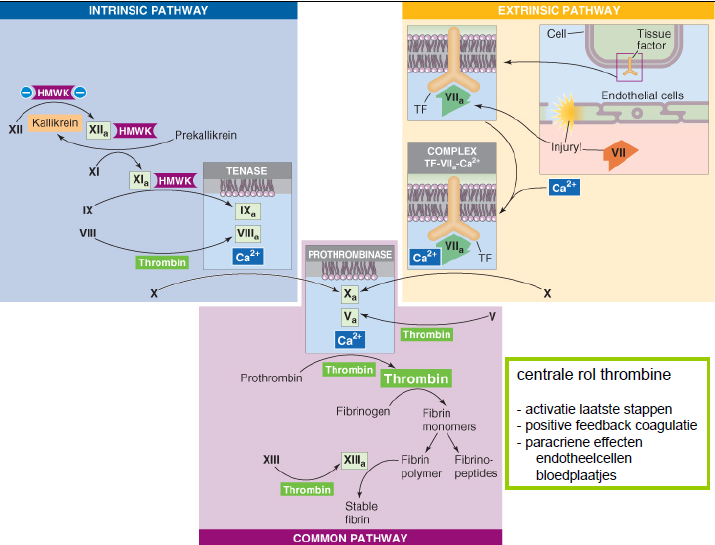 INTRINSIC PATHWAY
HMWK
XII
Kallikrein
XIIa
HMWK
Prekallikrein
XI
XIa
HMWK
IX
VIII
Thrombin
TENASE
IXa
VIIIa
Ca2+
X
EXTRINSIC PATHWAY
Cell
Tissue
factor
TF
VIIa
Endothelial cells
Injury!
VII
COMPLEX
TF-VIIa-Ca2+
Ca2+
Ca2+
VIIa
TF
X
PROTHROMBINASE
Xa
Va
Ca2+
V
Thrombin
Prothrombin
Thrombin
Thrombin
Fibrinogen
Fibrin
monomers
XIII
Thrombin
XIIIa
Fibrin
polymer
Fibrino-
peptides
Stable
fibrin
COMMON PATHWAY
centrale rol thrombine
- activatie laatste stappen
- positive feedback coagulatie
- paracriene effecten
endotheelcellen
bloedplaatjes